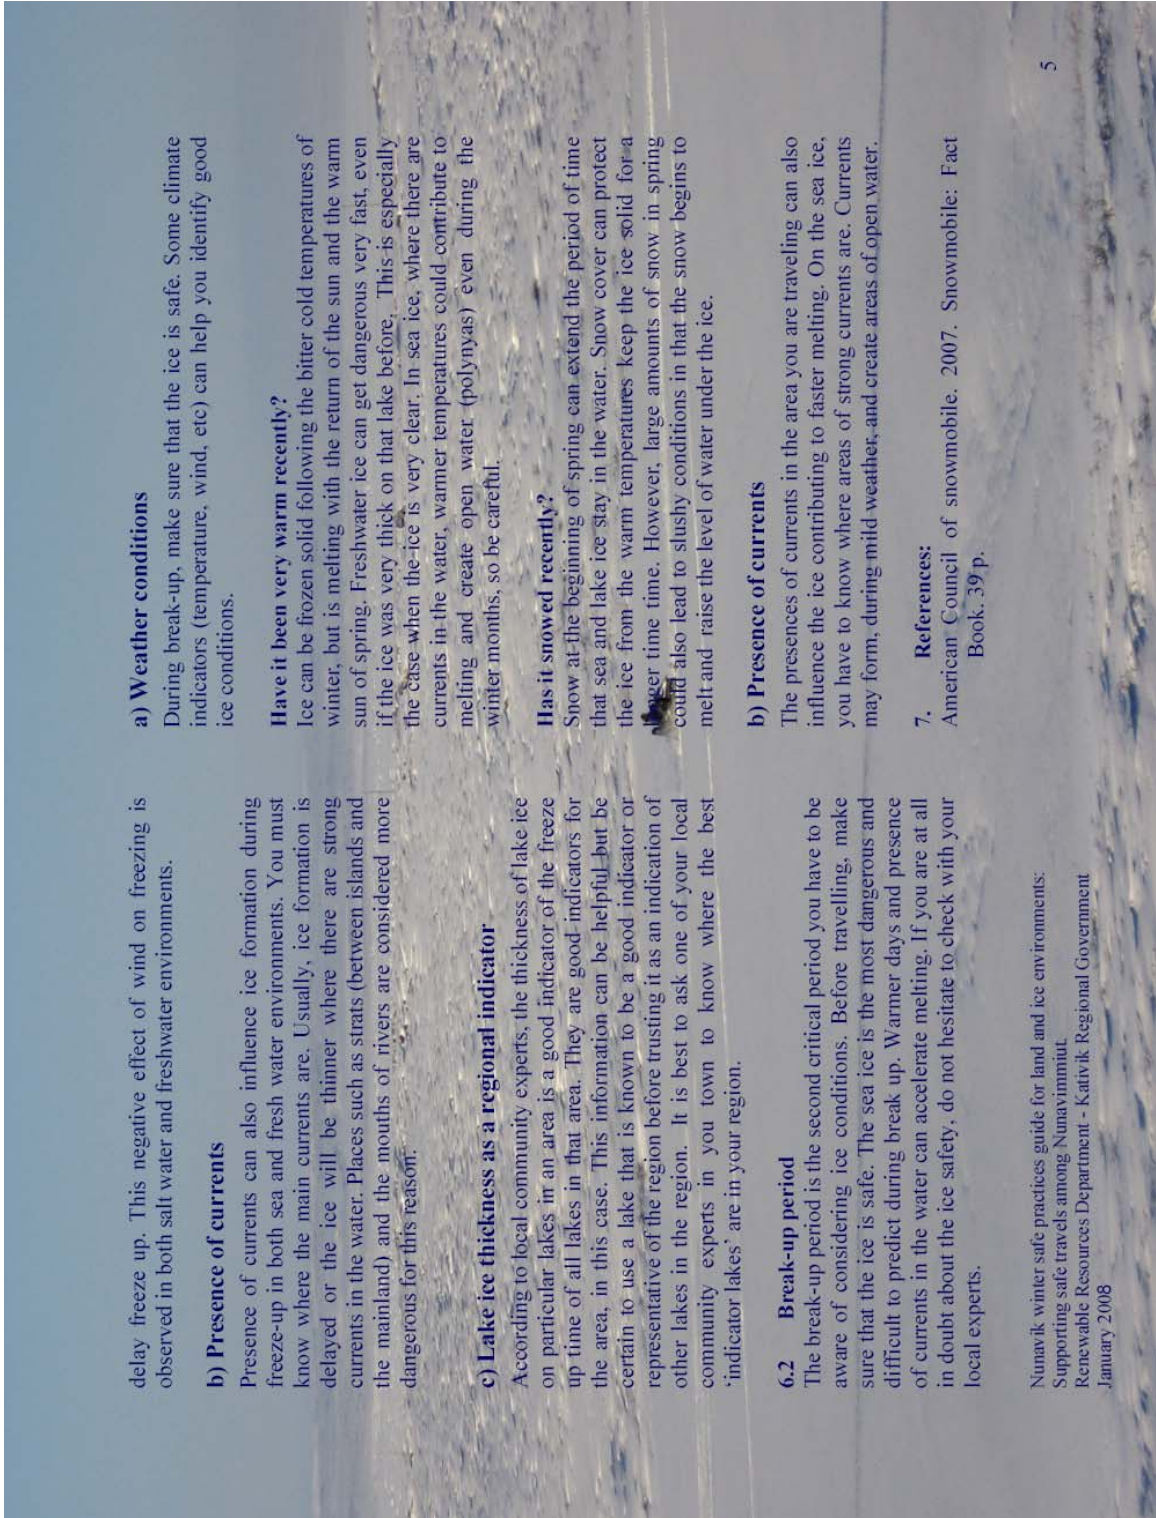 delay freeze up. This negative effect of wind on freezing is
observed in both salt water and freshwater environments.
b) Presence of currents
Presence of currents can also influence ice formation during
freeze-up in both sea and fresh water environments. You must
know where the main currents are. Usually, ice formation is
delayed or the ice will be thinner where there are strong
currents in the water. Places such as strats (between islands and
the mainland) and the mouths of rivers are considered more
dangerous for this reason.
c) Lake ice thickness as a regional indicator
According to local community experts, the thickness of lake ice
on particular lakes in an area is a good indicator of the freeze
up time of all lakes in that area. They are good indicators for
the area, in this case. This information can be helpful but be
certain to use a lake that is known to be a good indicator or
representative of the region before trusting it as an indication of
other lakes in the region. It is best to ask one of your local
community experts in you town to know where the best
‘indicator lakes’ are in your region.
6.2 Break-up period
The break-up period is the second critical period you have to be
aware of considering ice conditions. Before travelling, make
sure that the ice is safe. The sea ice is the most dangerous and
difficult to predict during break up. Warmer days and presence
of currents in the water can accelerate melting. If you are at all
in doubt about the ice safety, do not hesitate to check with your
local experts.
a) Weather conditions
During break-up, make sure that the ice is safe. Some climate
indicators (temperature, wind, etc) can help you identify good
ice conditions.
Have it been very warm recently?
Ice can be frozen solid following the bitter cold temperatures of
winter, but is melting with the return of the sun and the warm
sun of spring. Freshwater ice can get dangerous very fast, even
if the ice was very thick on that lake before. This is especially
the case when the ice is very clear. In sea ice, where there are
currents in the water, warmer temperatures could contribute to
melting and create open water (polynyas) even during the
winter months, so be careful.
Has it snowed recently?
Snow at the beginning of spring can extend the period of time
that sea and lake ice stay in the water. Snow cover can protect
the ice from the warm temperatures keep the ice solid for a
longer time time. However, large amounts of snow in spring
could also lead to slushy conditions in that the snow begins to
melt and raise the level of water under the ice.
b) Presence of currents
The presences of currents in the area you are traveling can also
influence the ice contributing to faster melting. On the sea ice,
you have to know where areas of strong currents are. Currents
may form, during mild weather, and create areas of open water.
7. References:
American Council of snowmobile. 2007. Snowmobile: Fact
Book. 39 p.
Nunavik winter safe practices guide for land and ice environments:
Supporting safe travels among Nunavimmiut.
Renewable Resources Department - Kativik Regional Government
January 2008
5